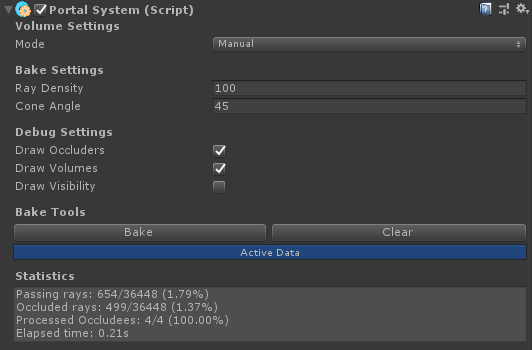 Portal System (Script)
Volume Settings
Mode Manual
Bake Settings
Ray Density 100
Cone Angle 45
Debug Settings
Draw Occluders
Draw Volumes
Draw Visibility
Bake Tools
Bake Clear
Active Data
Statistics
Passing rays: 654/36448 (1.79%)
Occluded rays: 499/36448 (1.37%)
Processed Occludees: 4/4 (100.00%)
Elapsed time: 0.21s